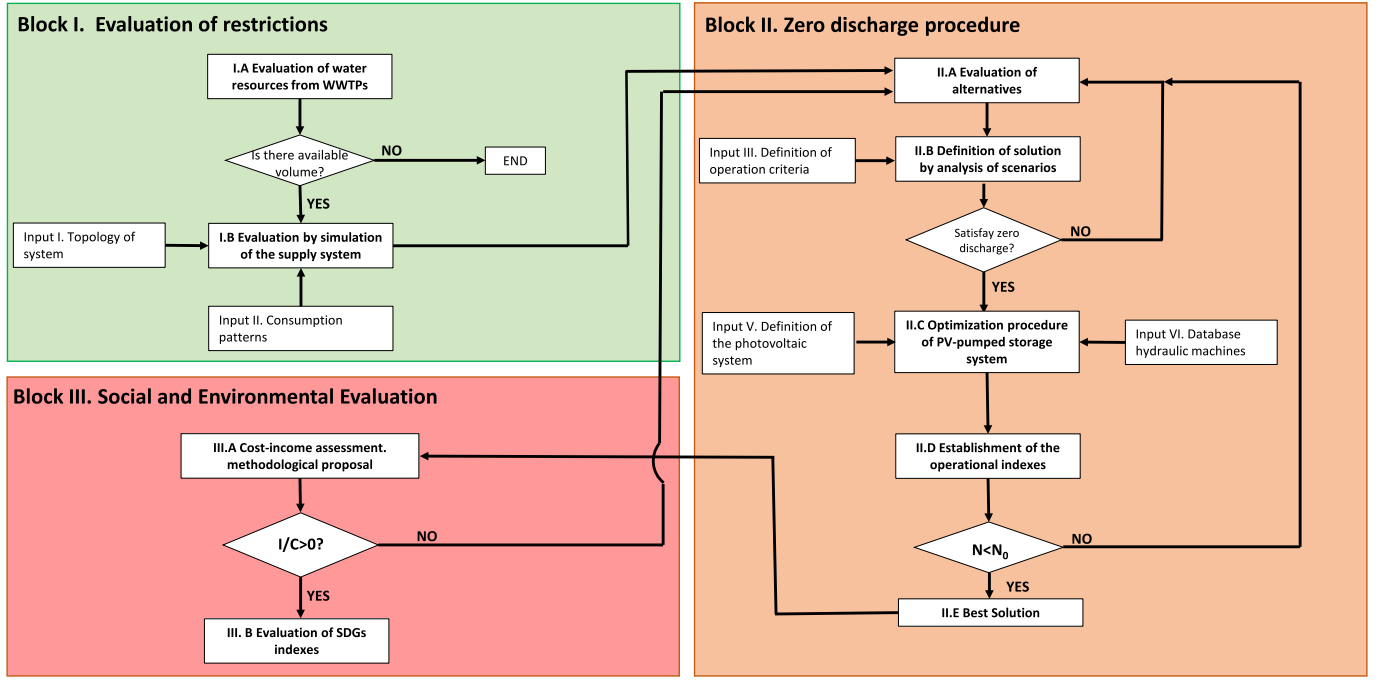 Block I.  Evaluation of restrictions
I.A Evaluation of water
resources from WWTPs
Is there available
volume?
NO
END
YES
Input I. Topology of
system
I.B Evaluation by simulation
of the supply system
Input II. Consumption
patterns
Block II. Zero discharge procedure
II.A Evaluation of
alternatives
Input III. Definition of
operation criteria
II.B Definition of solution
by analysis of scenarios
Satisfay zero
discharge?
NO
YES
Input V. Definition of
the photovoltaic
system
II.C Optimization procedure
of PV-pumped storage
system
Input VI. Database
hydraulic machines
II.D Establishment of the
operational indexes
N<N₀
NO
YES
II.E Best Solution
Block III. Social and Environmental Evaluation
III.A Cost-income assessment.
methodological proposal
I/C>0?
NO
YES
III. B Evaluation of SDGs
indexes